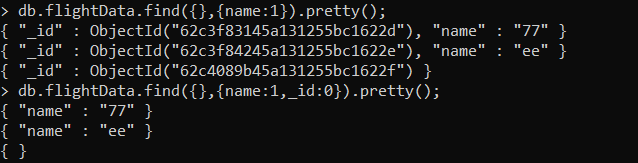 > db.flightData.find({},{name:1}).pretty();
{ "_id" : ObjectId("62c3f83145a131255bc1622d"), "name" : "77" }
{ "_id" : ObjectId("62c3f84245a131255bc1622e"), "name" : "ee" }
{ "_id" : ObjectId("62c4089b45a131255bc1622f") }
> db.flightData.find({},{name:1,_id:0}).pretty();
{ "name" : "77" }
{ "name" : "ee" }
{ }